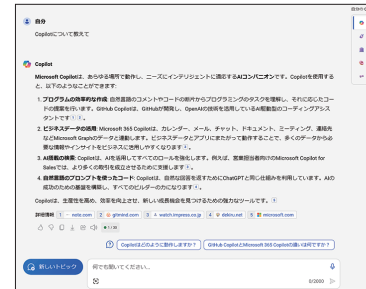 自分
Copilotについて教えて
Copilot
Microsoft Copilotは、あらゆる場所で動作し、ニーズにインテリジェントに適応するAIコンパニオンです。Copilotを使用する
と、以下のようなことができます:
1. プログラムの効率的な作成: 自然言語のコメントやコードの断片からプログラミングのタスクを理解し、それに応じたコー
ドの提案を行います。GitHub Copilotは、GitHubが開発し、OpenAIの技術を活用しているAI駆動型のコーディングアシス
タントです
2. ビジネスデータの活用: Microsoft 365 Copilotは、カレンダー、メール、チャット、ドキュメント、ミーティング、連絡先
などMicrosoft Graphのデータと連動します。ビジネスデータとアプリにまたがって動作することで、多くのデータから必
要な情報やインサイトをビジネスに活用しやすくなります
3. AI搭載の検索: Copilotは、AIを活用してすべてのロールを強化します。例えば、営業担当者向けのMicrosoft Copilot for
Salesでは、より多くの取引を成立させるために支援します
4. 自然言語のプロンプトを使ったコード: Copilotは、自然な回答を返すためにChatGPTと同じ仕組みを利用しています。AIの
成功のための基盤を構築し、すべてのビルダーの力になります
Copilotは、生産性を高め、効率を向上させ、新しい成長機会を見つけるための強力なツールです。
詳細情報 1 note.com 2 gitmind.com 3 watch.impress.co.jp 4 dekiru.net 5 microsoft.com
1/30
Copilotはどのように動作しますか?
GitHub CopilotとMicrosoft 365 Copilotの違いは何ですか?
新しいトピック
何でも聞いてください...
0/2000